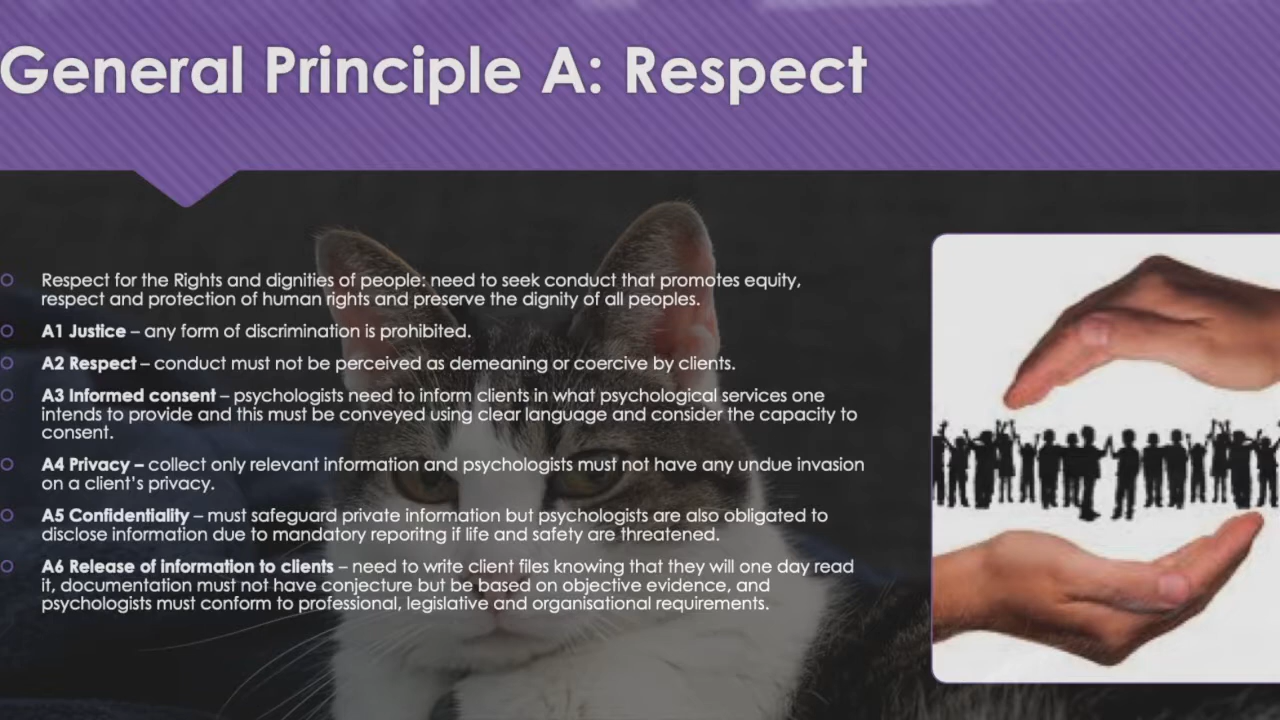 General Principle A: Respect
Respect for the Rights and dignities of people: need to seek conduct that promotes equity,
respect and protection of human rights and preserve the dignity of all peoples.
A1 Justice – any form of discrimination is prohibited.
A2 Respect – conduct must not be perceived as demeaning or coercive by clients.
A3 Informed consent – psychologists need to inform clients in what psychological services one
intends to provide and this must be conveyed using clear language and consider the capacity to
consent.
A4 Privacy – collect only relevant information and psychologists must not have any undue invasion
on a client's privacy.
A5 Confidentiality – must safeguard private information but psychologists are also obligated to
disclose information due to mandatory reporitng if life and safety are threatened.
A6 Release of information to clients – need to write client files knowing that they will one day read
it, documentation must not have conjecture but be based on objective evidence, and
psychologists must conform to professional, legislative and organisational requirements.